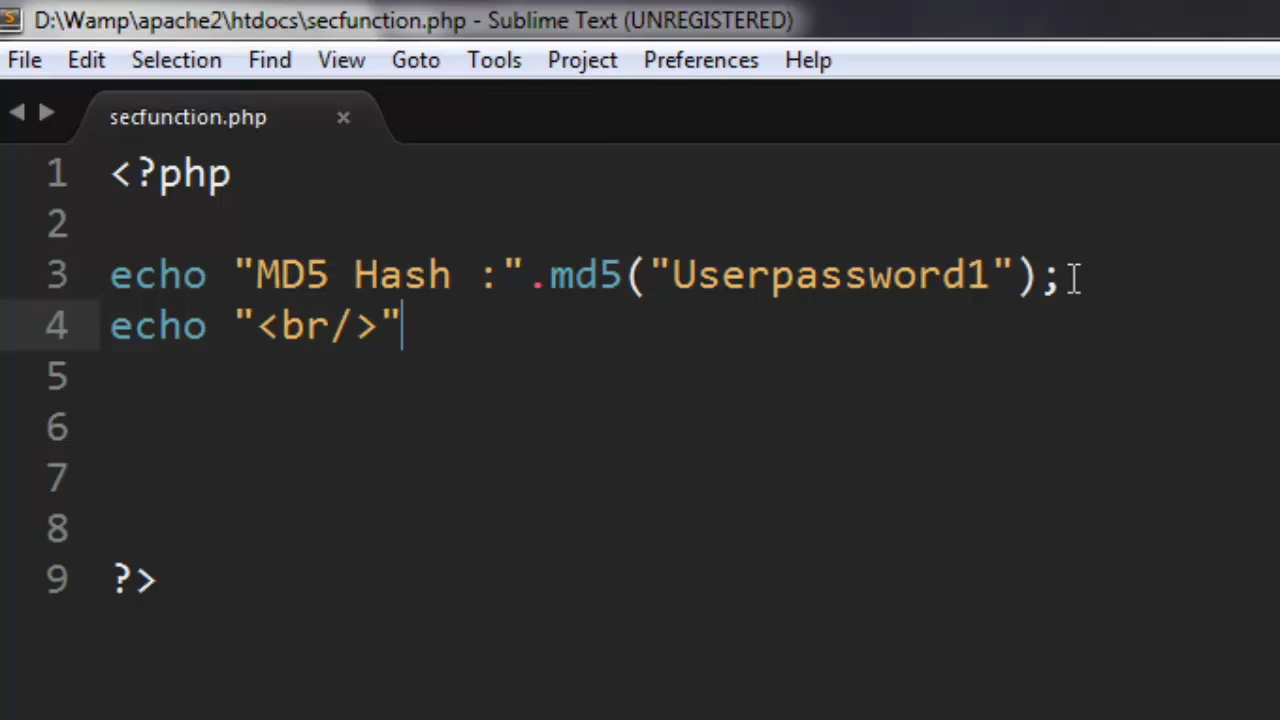 D:\Wamp\apache2\htdocs\secfunction.php - Sublime Text (UNREGISTERED)
File Edit Selection Find View Goto Tools Project Preferences Help
secfunction.php ×
1 <?php
2
3 echo "MD5 Hash :".md5("Userpassword1");
4 echo "<br/>"
5
6
7
8
9 ?>